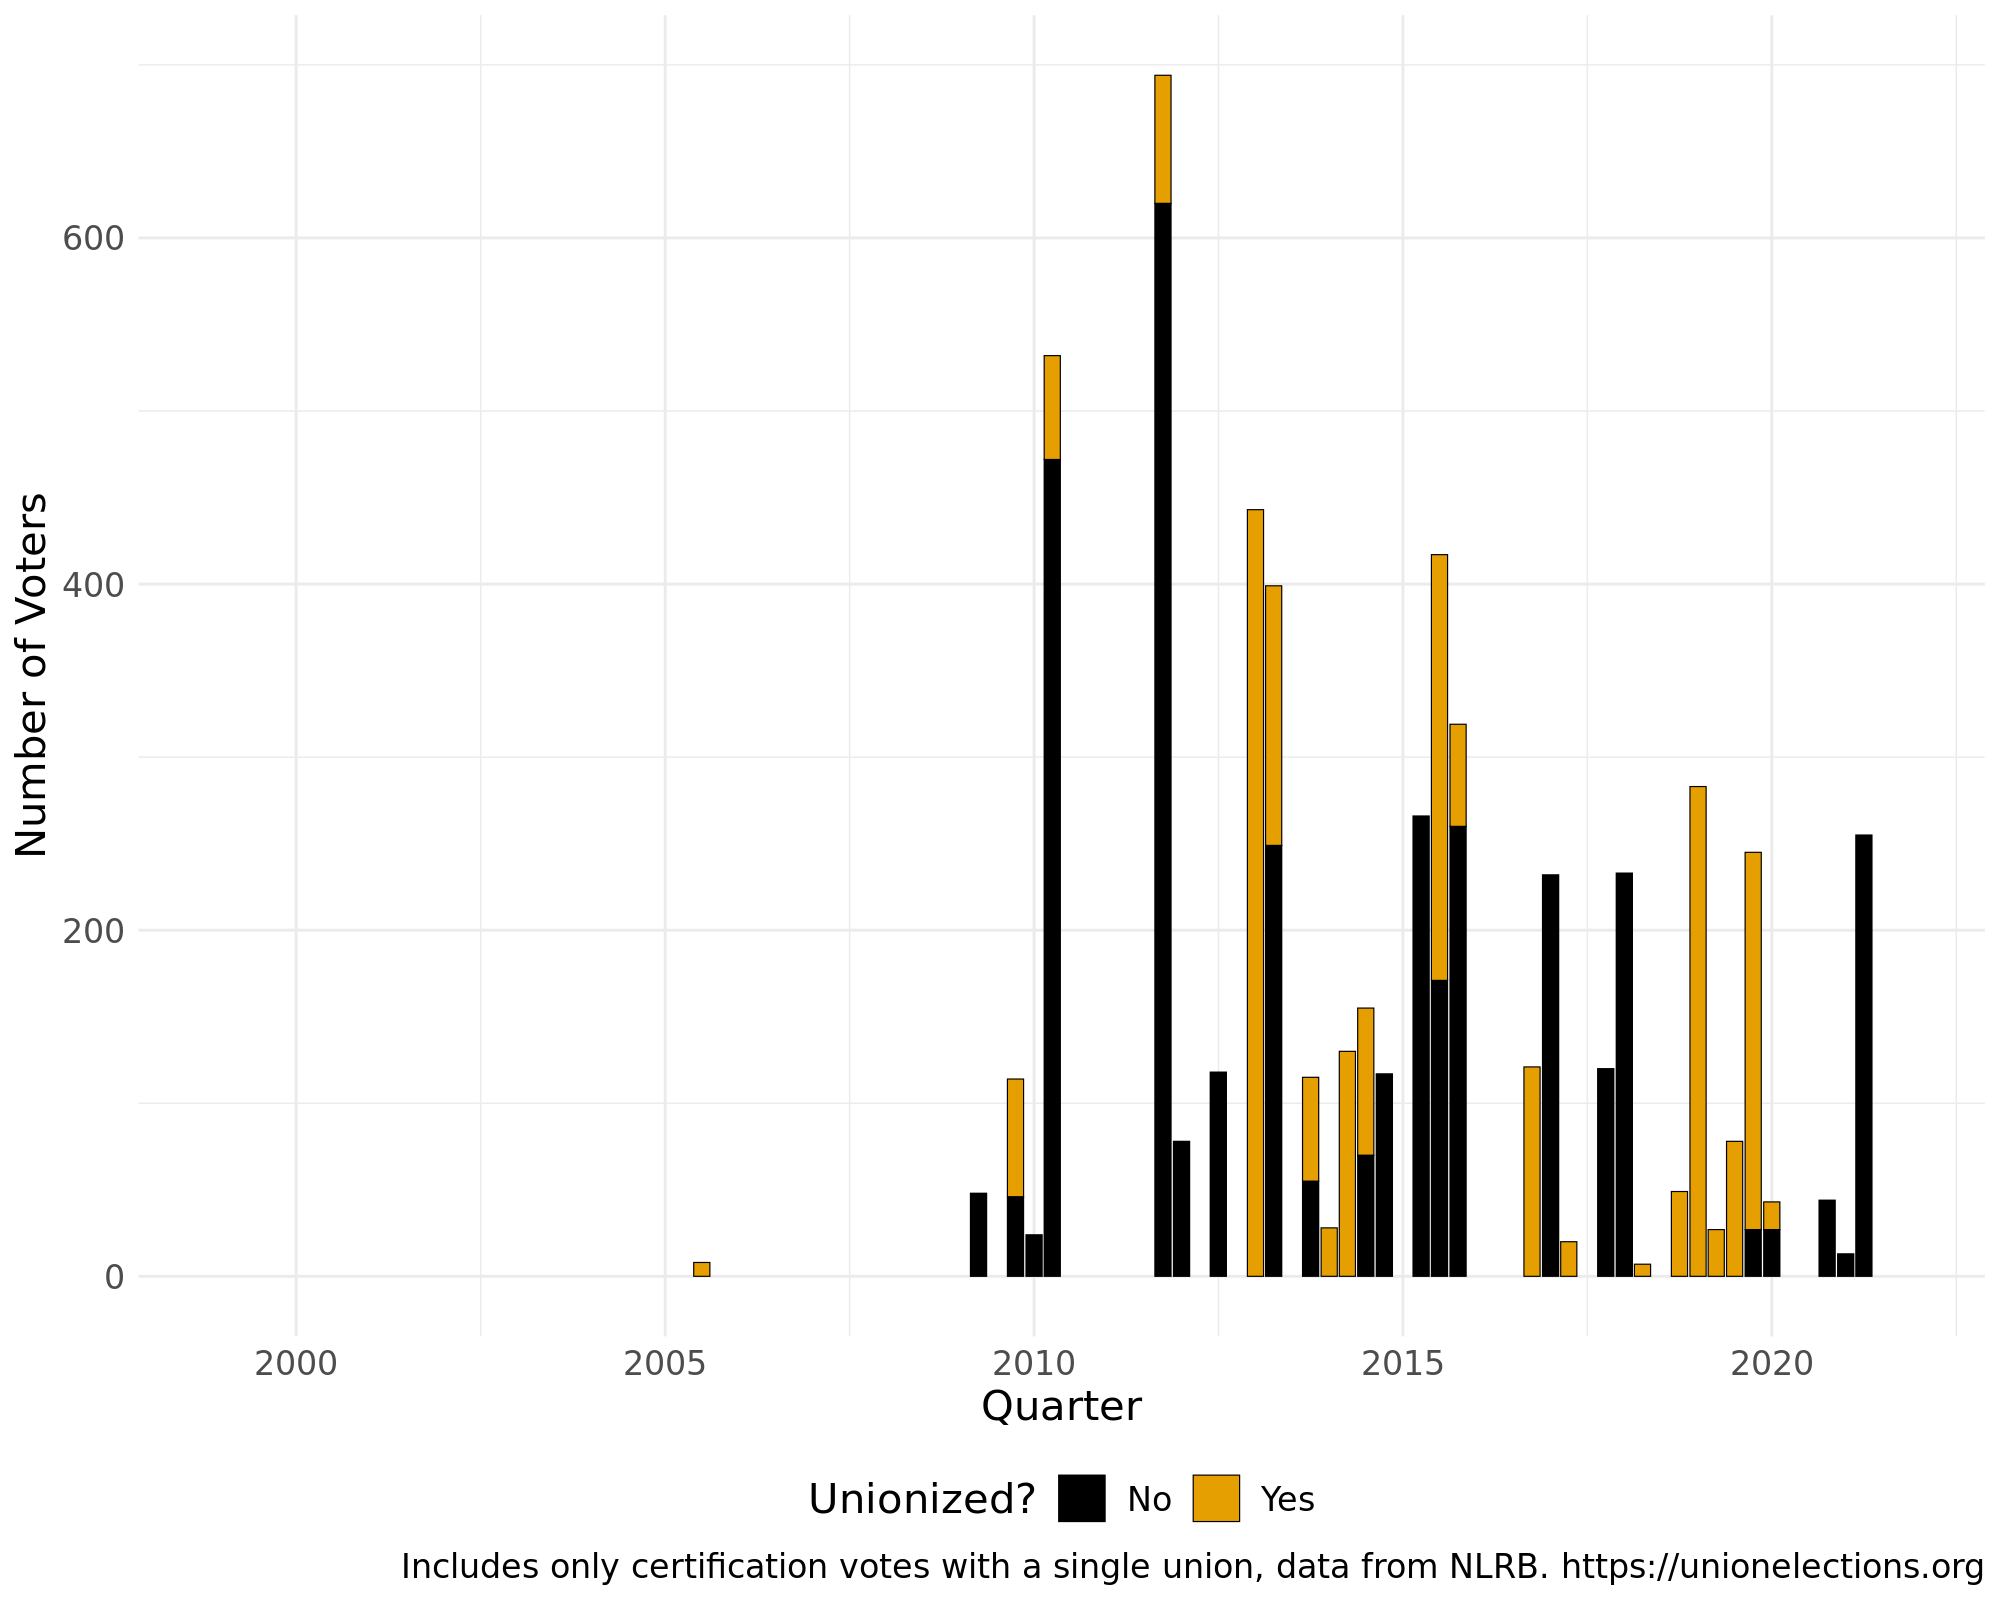 Number of Voters
600
400
200
0
2000 2005 2010 2015 2020
Quarter
Unionized? No Yes
Includes only certification votes with a single union, data from NLRB. https://unionelections.org